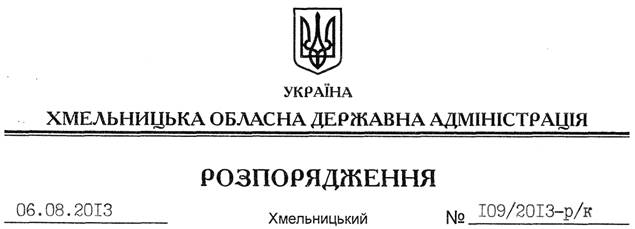 УКРАЇНА
ХМЕЛЬНИЦЬКА ОБЛАСНА ДЕРЖАВНА АДМІНІСТРАЦІЯ
РОЗПОРЯДЖЕННЯ
06.08.2013 Хмельницький № 109/2013-р/к